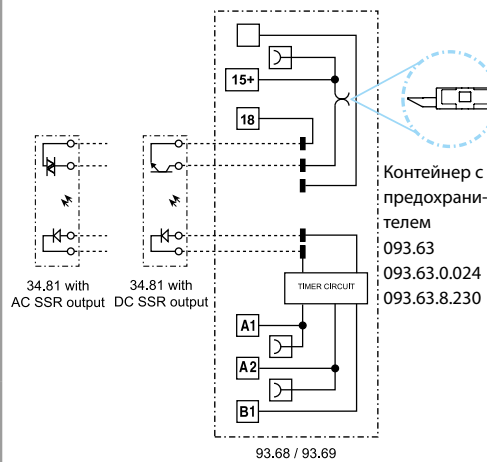 15+
18
34.81 with
AC SSR output
34.81 with
DC SSR output
TIMER CIRCUIT
A1
A2
B1
93.68 / 93.69
Контейнер с
предохрани-
телем
093.63
093.63.0.024
093.63.8.230